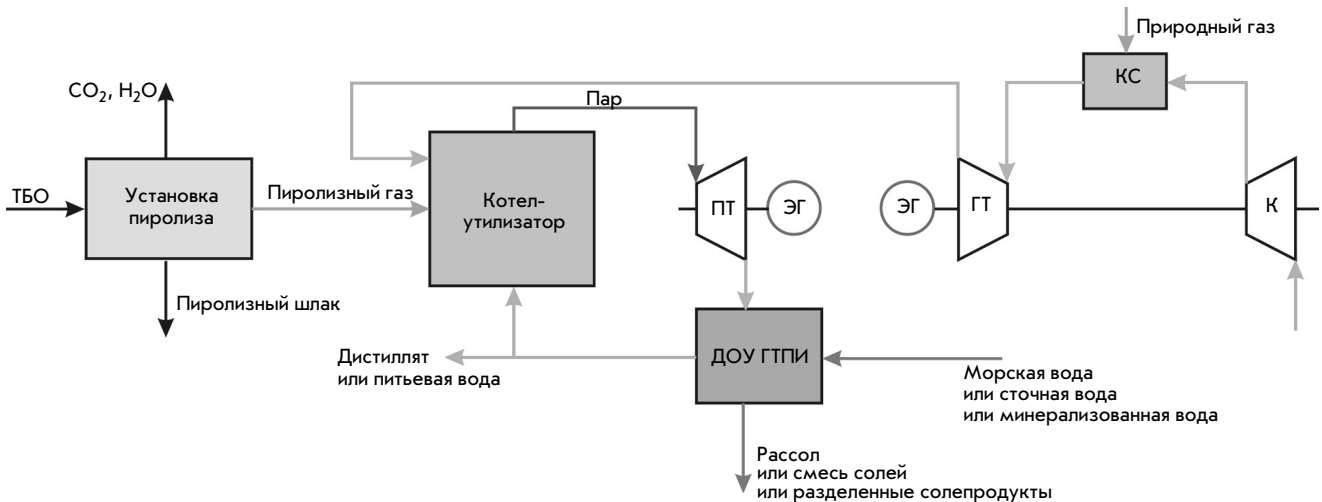 Природный газ
КС
CO₂, H₂O
Пар
ТБО
Установка
пиролиза
Пиролизный газ
Котел-
утилизатор
ПТ
ЭГ
ЭГ
ГТ
К
Пиролизный шлак
Дистиллят
или питьевая вода
ДОУ ГТПИ
Морская вода
или сточная вода
или минерализованная вода
Рассол
или смесь солей
или разделенные солепродукты